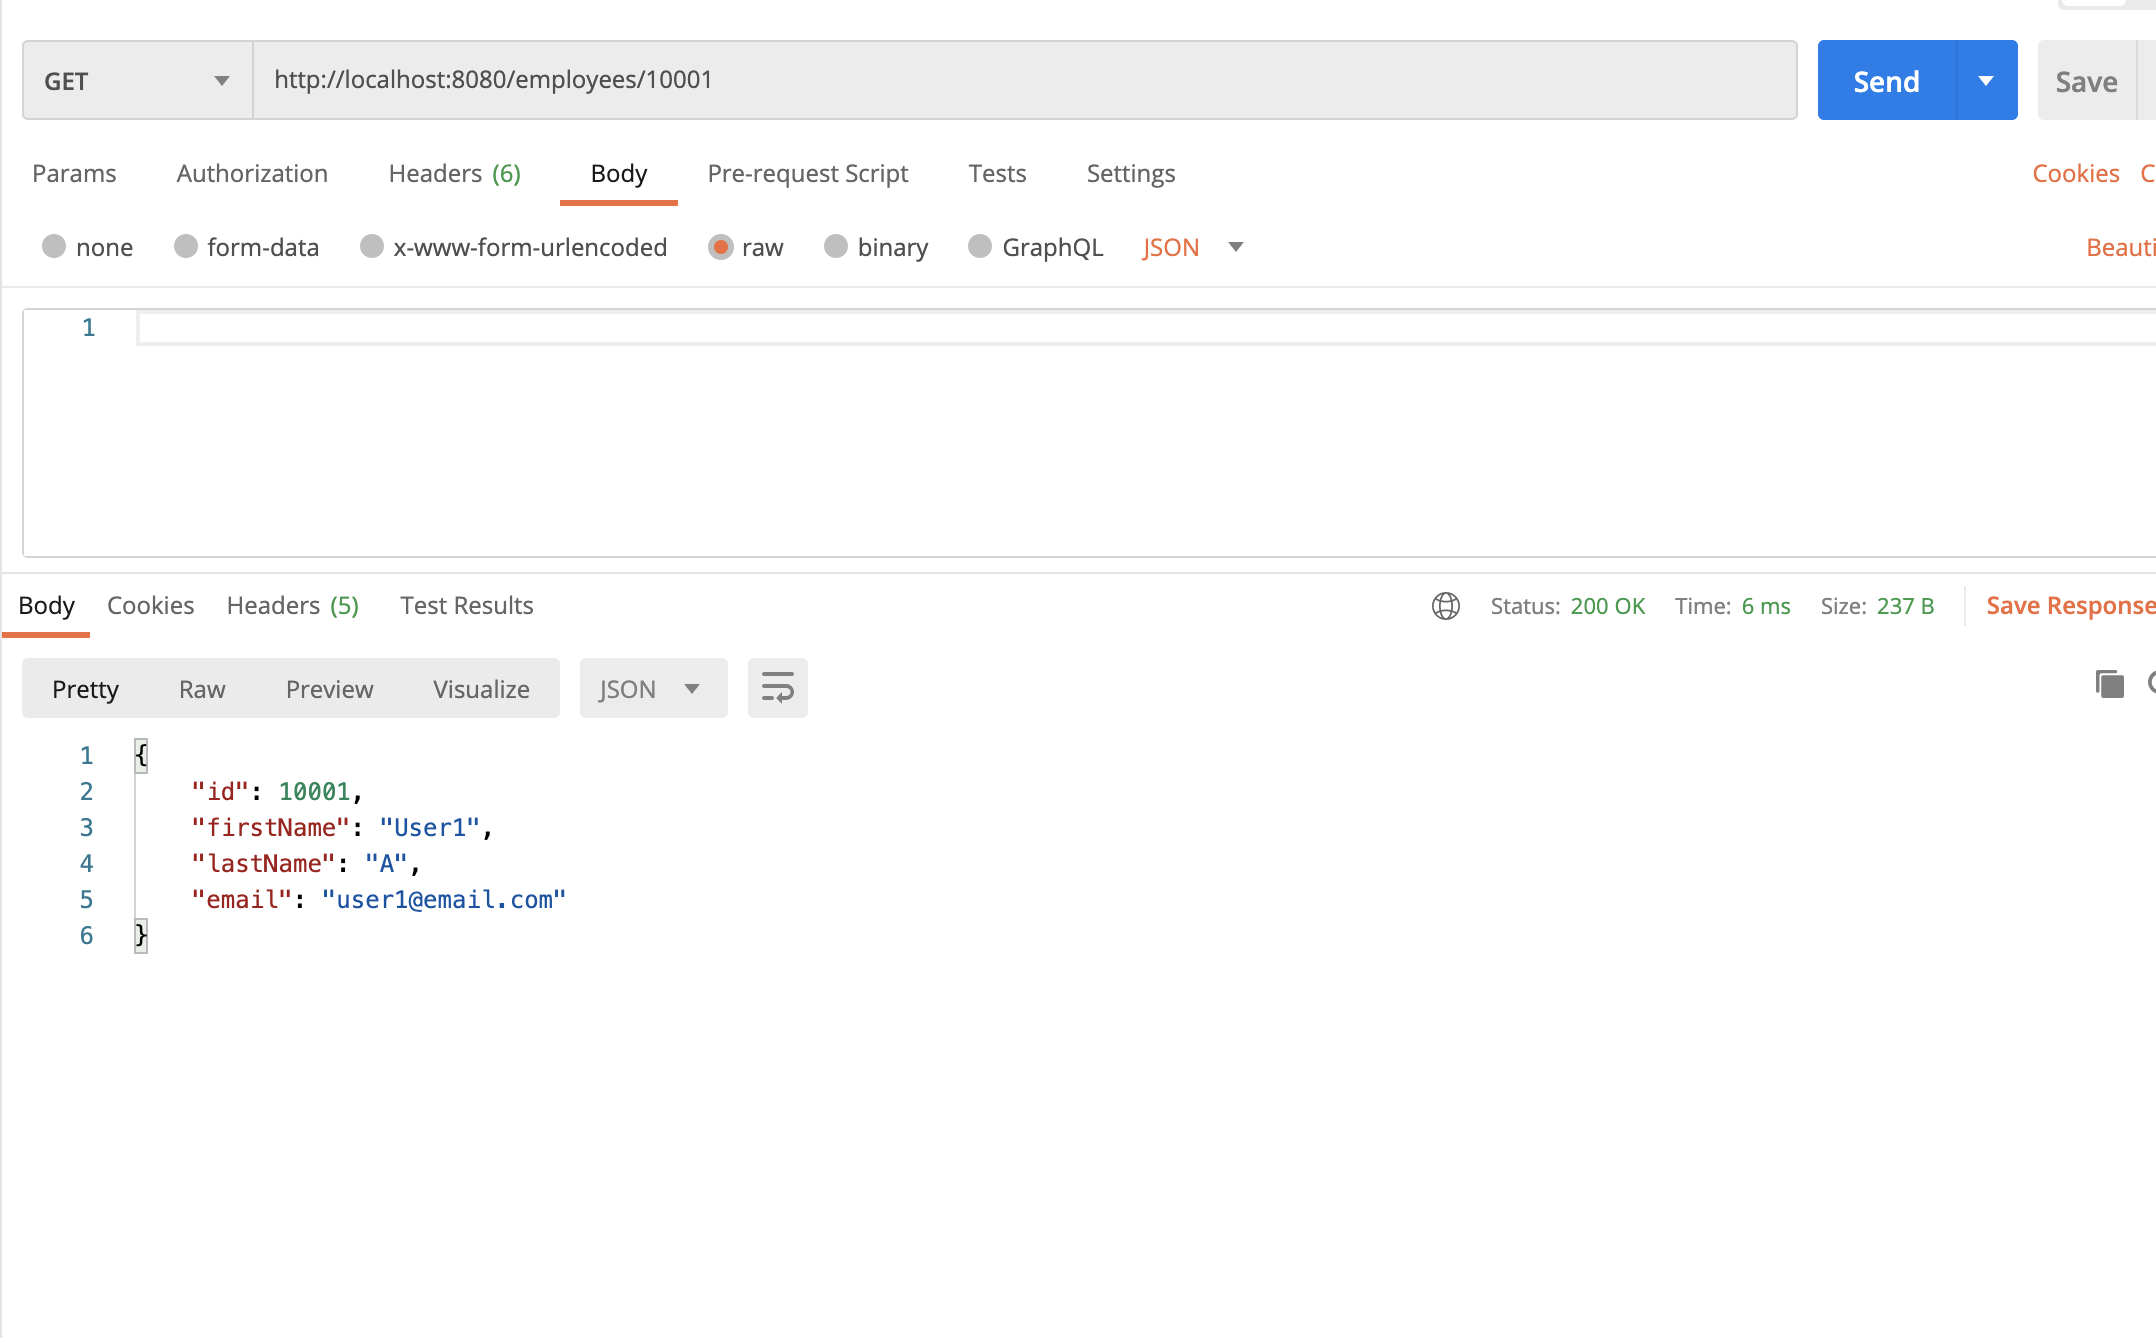 GET http://localhost:8080/employees/10001 Send Save
Params Authorization Headers (6) Body Pre-request Script Tests Settings Cookies C
none form-data x-www-form-urlencoded raw binary GraphQL JSON Beauti
1
Body Cookies Headers (5) Test Results Status: 200 OK Time: 6 ms Size: 237 B Save Response
Pretty Raw Preview Visualize JSON
1 {
2 "id": 10001,
3 "firstName": "User1",
4 "lastName": "A",
5 "email": "user1@email.com"
6 }